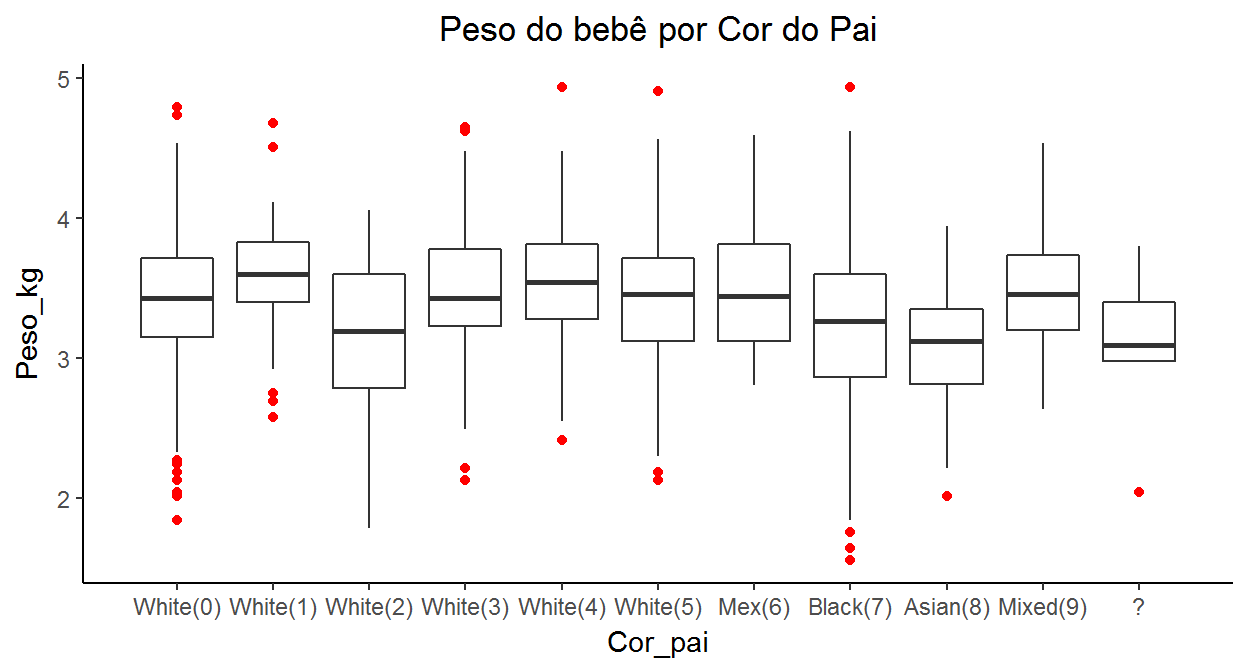 Peso do bebê por Cor do Pai
5
4
3
2
Peso_kg
White(0) White(1) White(2) White(3) White(4) White(5) Mex(6) Black(7) Asian(8) Mixed(9) ?
Cor_pai